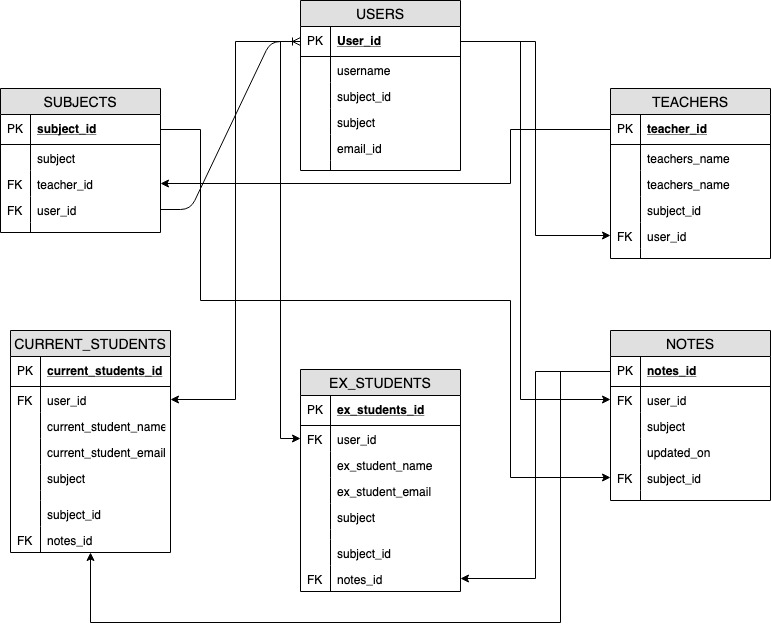 USERS
PK User_id
username
subject_id
subject
email_id
SUBJECTS
PK subject_id
subject
FK teacher_id
FK user_id
TEACHERS
PK teacher_id
teachers_name
teachers_name
subject_id
FK user_id
CURRENT_STUDENTS
PK current_students_id
FK user_id
current_student_name
current_student_email
subject
subject_id
FK notes_id
EX_STUDENTS
PK ex_students_id
FK user_id
ex_student_name
ex_student_email
subject
subject_id
FK notes_id
NOTES
PK notes_id
FK user_id
subject
updated_on
FK subject_id